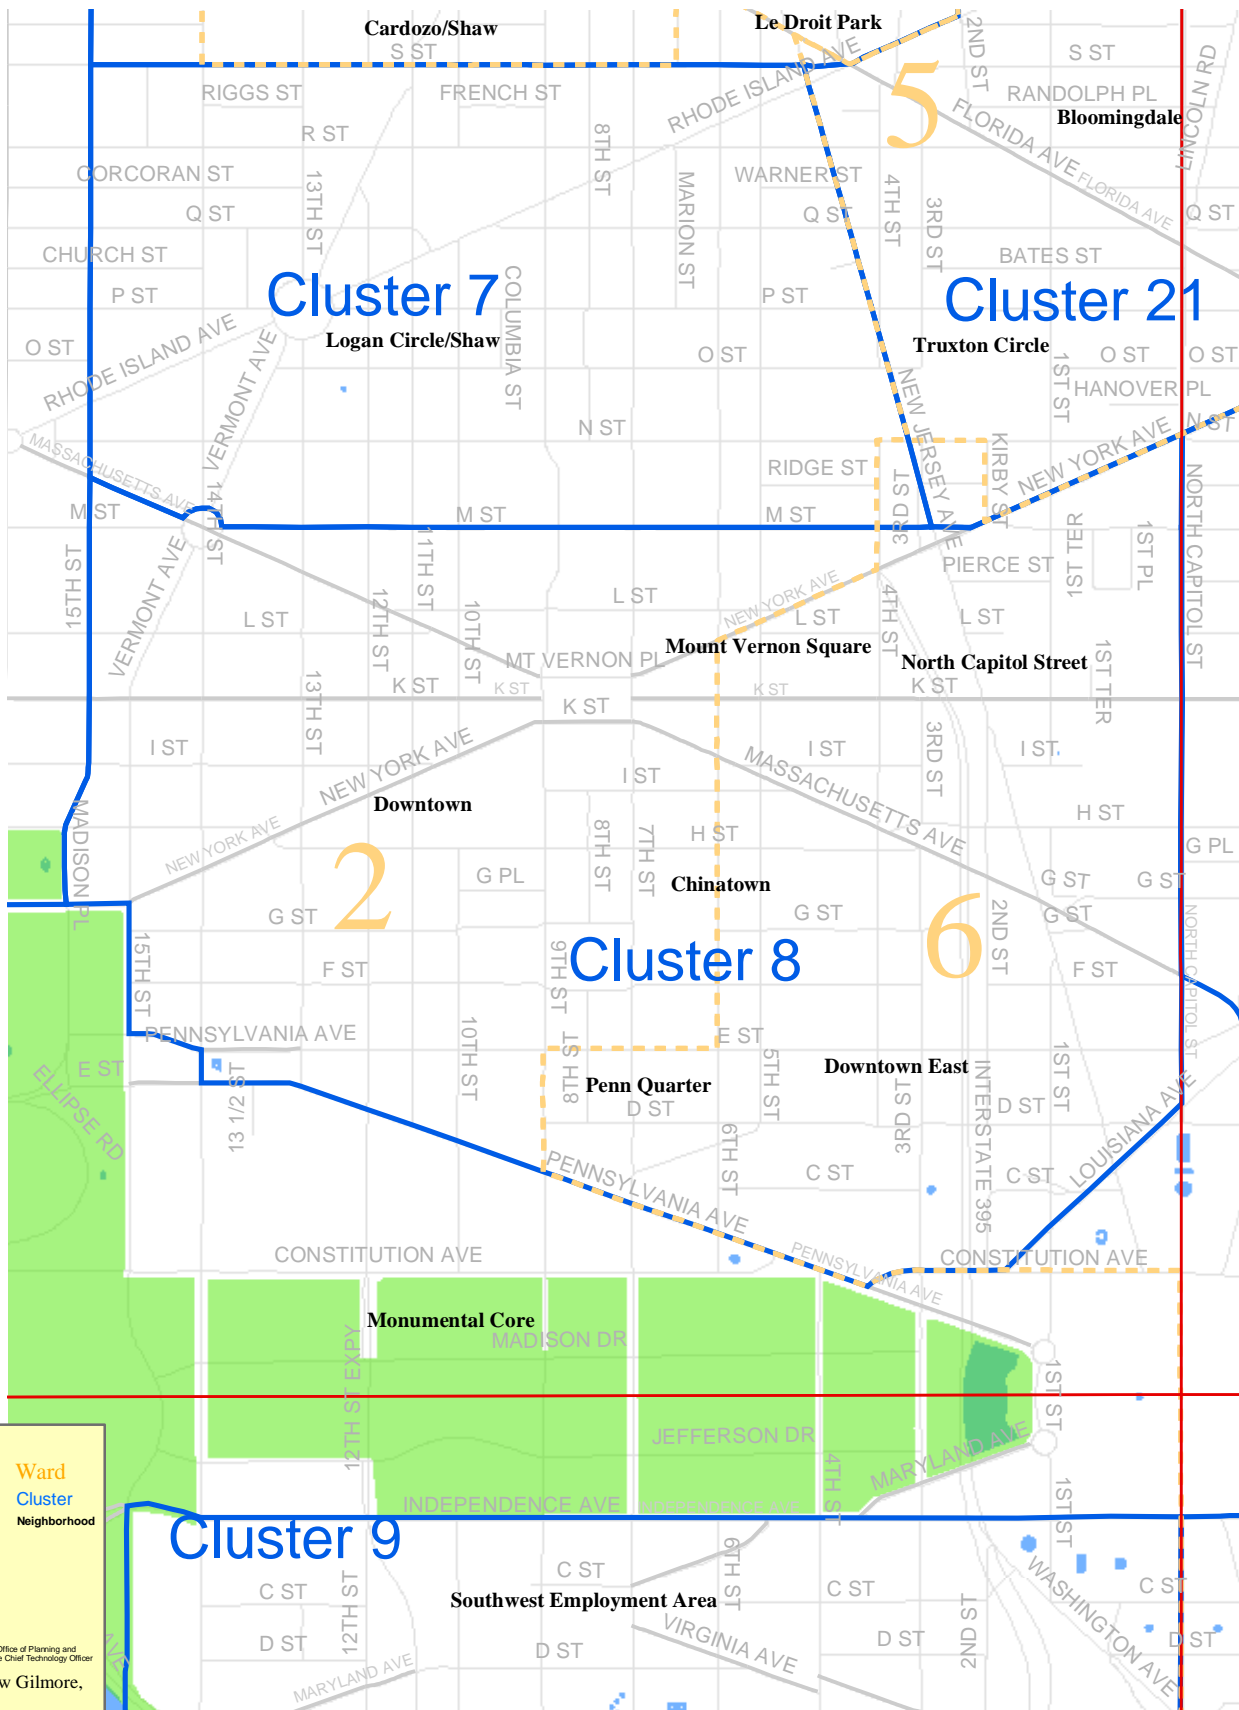 Cardozo/Shaw
Le Droit Park
S ST
2ND ST
S ST
LINCOLN RD
RHODE ISLAND AVE
5
RIGGS ST
FRENCH ST
RANDOLPH PL
Bloomingdale
R ST
8TH ST
FLORIDA AVE
CORCORAN ST
13TH ST
MARION ST
WARNER ST
4TH ST
FLORIDA AVE
Q ST
Q ST
3RD ST
Q ST
CHURCH ST
BATES ST
P ST
Cluster 7
COLUMBIA ST
P ST
Cluster 21
Logan Circle/Shaw
Truxton Circle
O ST
RHODE ISLAND AVE
VERMONT AVE
O ST
1ST ST
O ST
O ST
HANOVER PL
NEW JERSEY AVE
N ST
N ST
MASSACHUSETTS AVE
RIDGE ST
KIRBY ST
NEW YORK AVE
14TH ST
3RD ST
NORTH CAPITOL ST
M ST
M ST
M ST
15TH ST
VERMONT AVE
11TH ST
1ST TER
1ST PL
PIERCE ST
NEW YORK AVE
L ST
12TH ST
10TH ST
L ST
L ST
4TH ST
L ST
Mount Vernon Square
North Capitol Street
MT VERNON PL
1ST TER
K ST
K ST
K ST
K ST
K ST
13TH ST
I ST
NEW YORK AVE
I ST
MASSACHUSETTS AVE
I ST
3RD ST
I ST
Downtown
MADISON PL
H ST
H ST
NEW YORK AVE
2
8TH ST
7TH ST
G PL
G PL
Chinatown
G ST
G ST
G ST
G ST
G ST
6
2ND ST
NORTH CAPITOL ST
15TH ST
F ST
9TH ST
Cluster 8
F ST
PENNSYLVANIA AVE
10TH ST
E ST
E ST
8TH ST
5TH ST
Downtown East
1ST ST
ELLIPSE RD
13 1/2 ST
Penn Quarter
D ST
3RD ST
INTERSTATE 395
D ST
LOUISIANA AVE
6TH ST
PENNSYLVANIA AVE
C ST
C ST
CONSTITUTION AVE
PENNSYLVANIA AVE
CONSTITUTION AVE
Monumental Core
MADISON DR
12TH ST EXPY
1ST ST
JEFFERSON DR
4TH ST
MARYLAND AVE
Ward
Cluster
Neighborhood
INDEPENDENCE AVE
INDEPENDENCE AVE
1ST ST
Cluster 9
C ST
C ST
6TH ST
C ST
C ST
12TH ST
Southwest Employment Area
2ND ST
WASHINGTON AVE
D ST
D ST
VIRGINIA AVE
D ST
D ST
MARYLAND AVE
AVE
Office of Planning and
e Chief Technology Officer
w Gilmore,